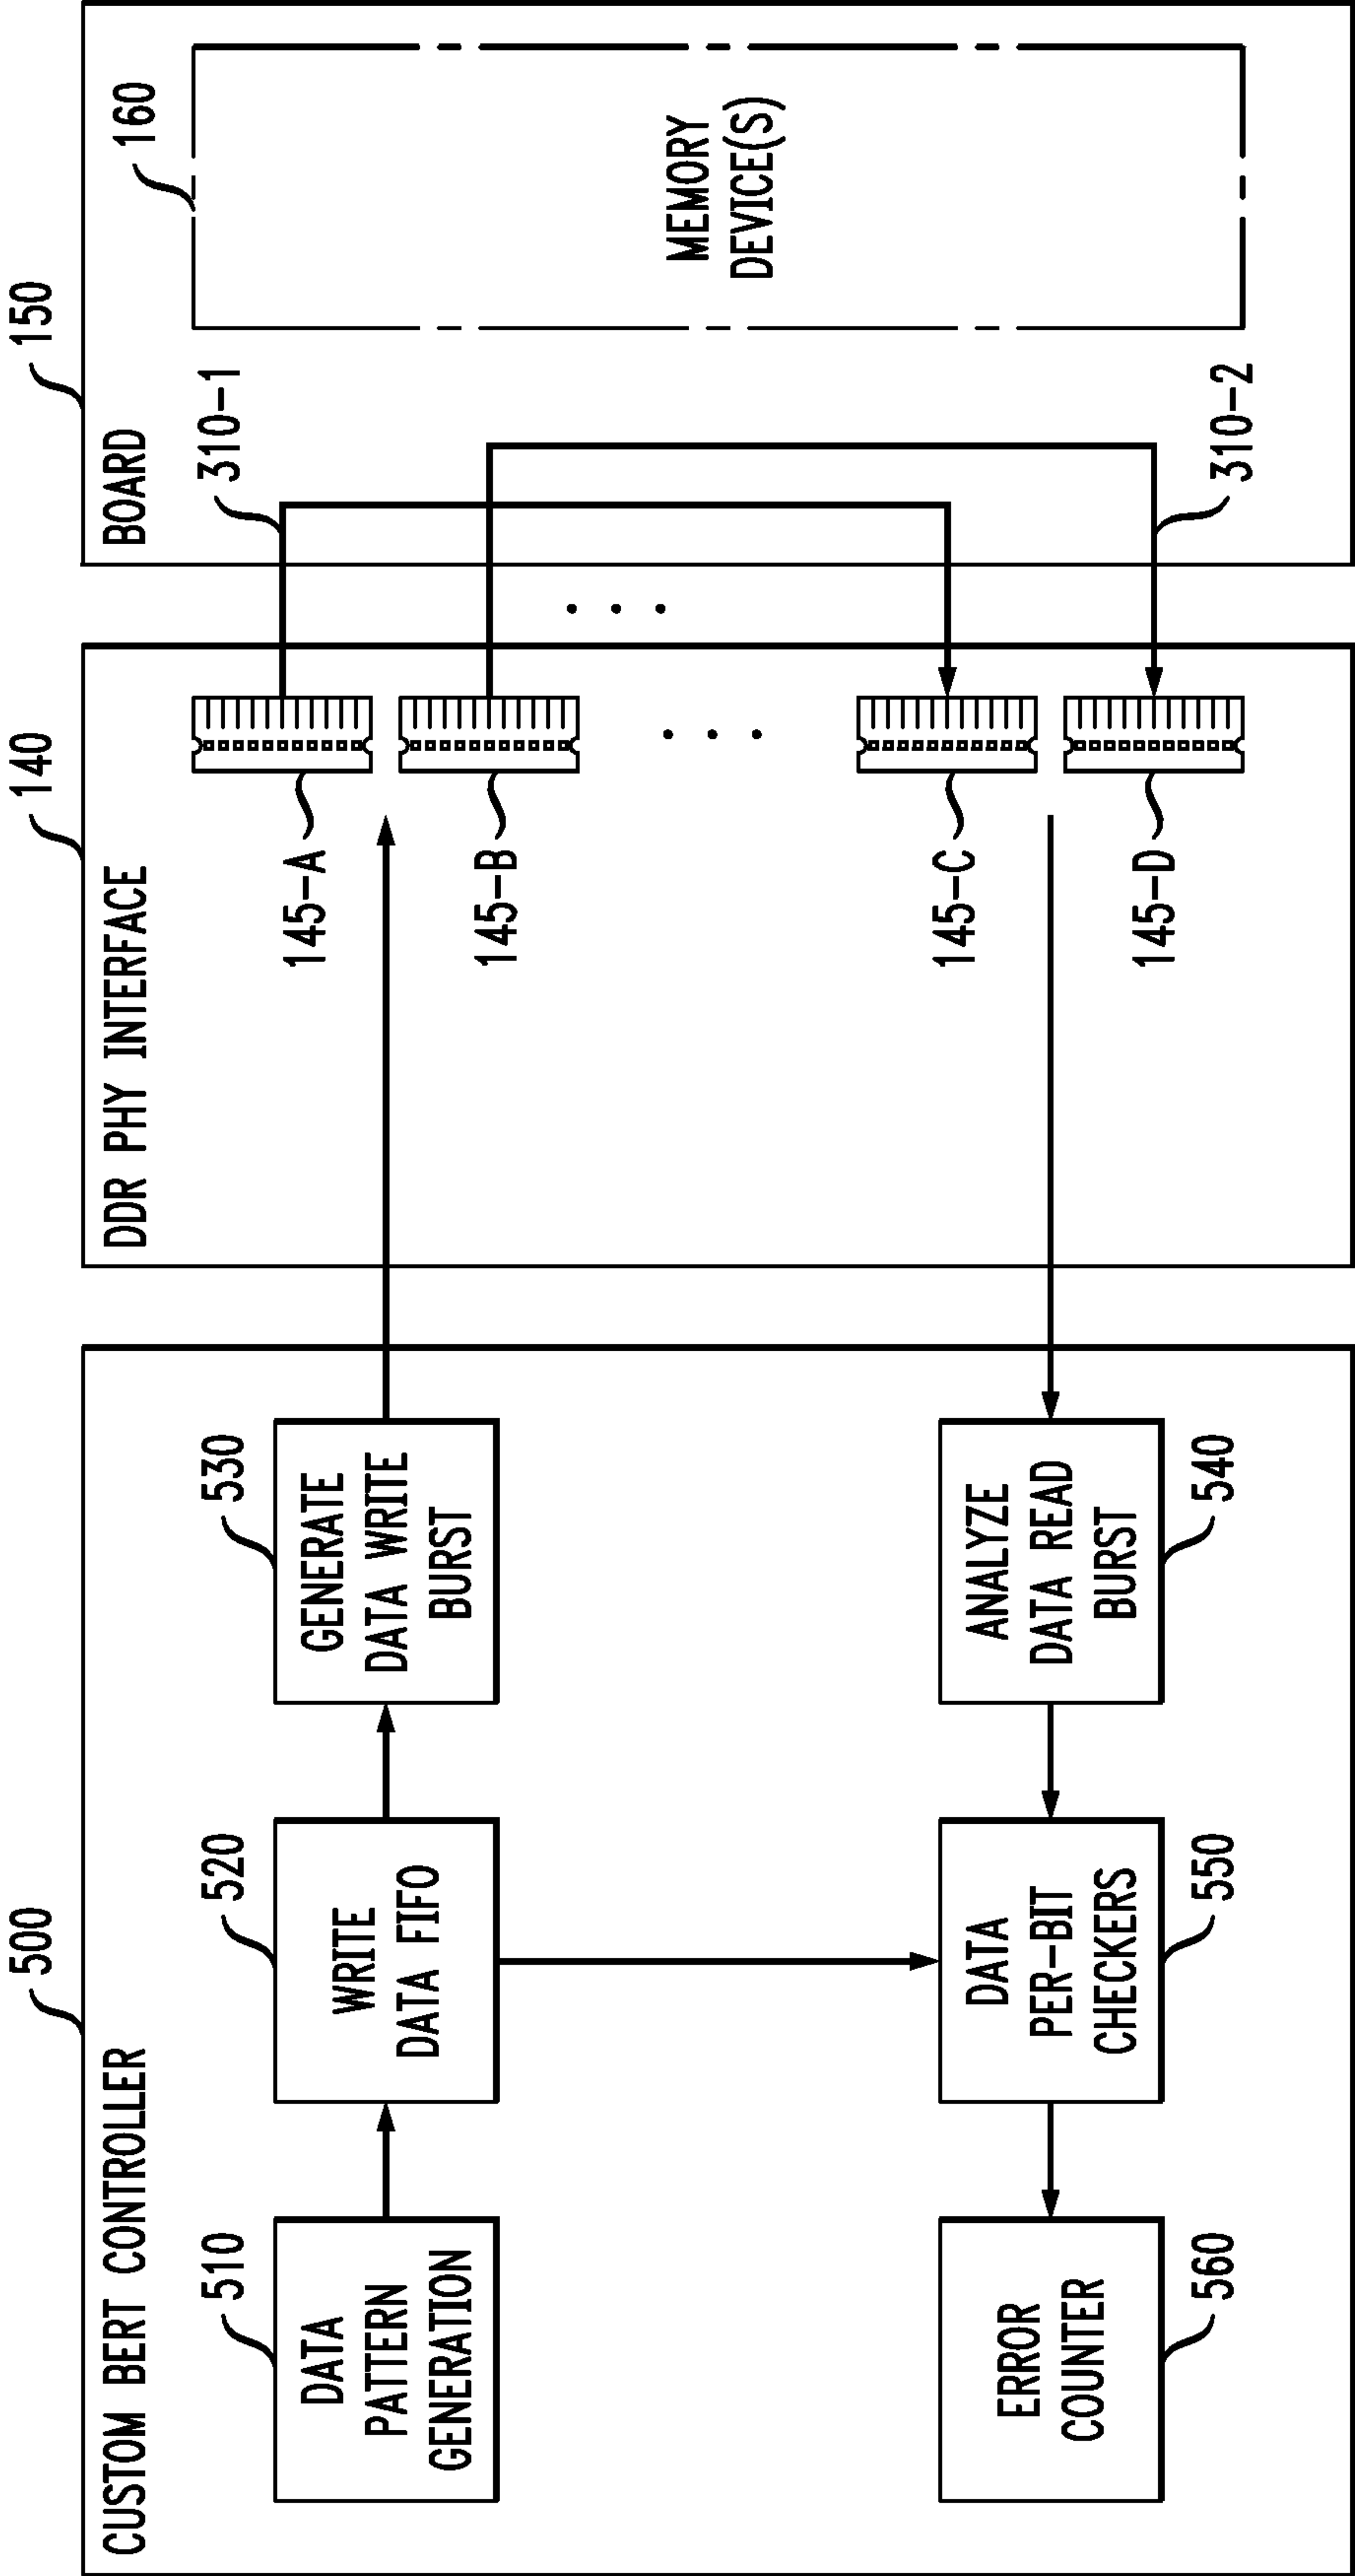 500
CUSTOM BERT CONTROLLER
510
DATA
PATTERN
GENERATION
520
WRITE
DATA FIFO
530
GENERATE
DATA WRITE
BURST
ERROR
COUNTER
560
DATA
PER-BIT
CHECKERS
550
ANALYZE
DATA READ
BURST
540
140
DDR PHY INTERFACE
145-A
145-B
145-C
145-D
150
BOARD
310-1
310-2
160
MEMORY
DEVICE(S)